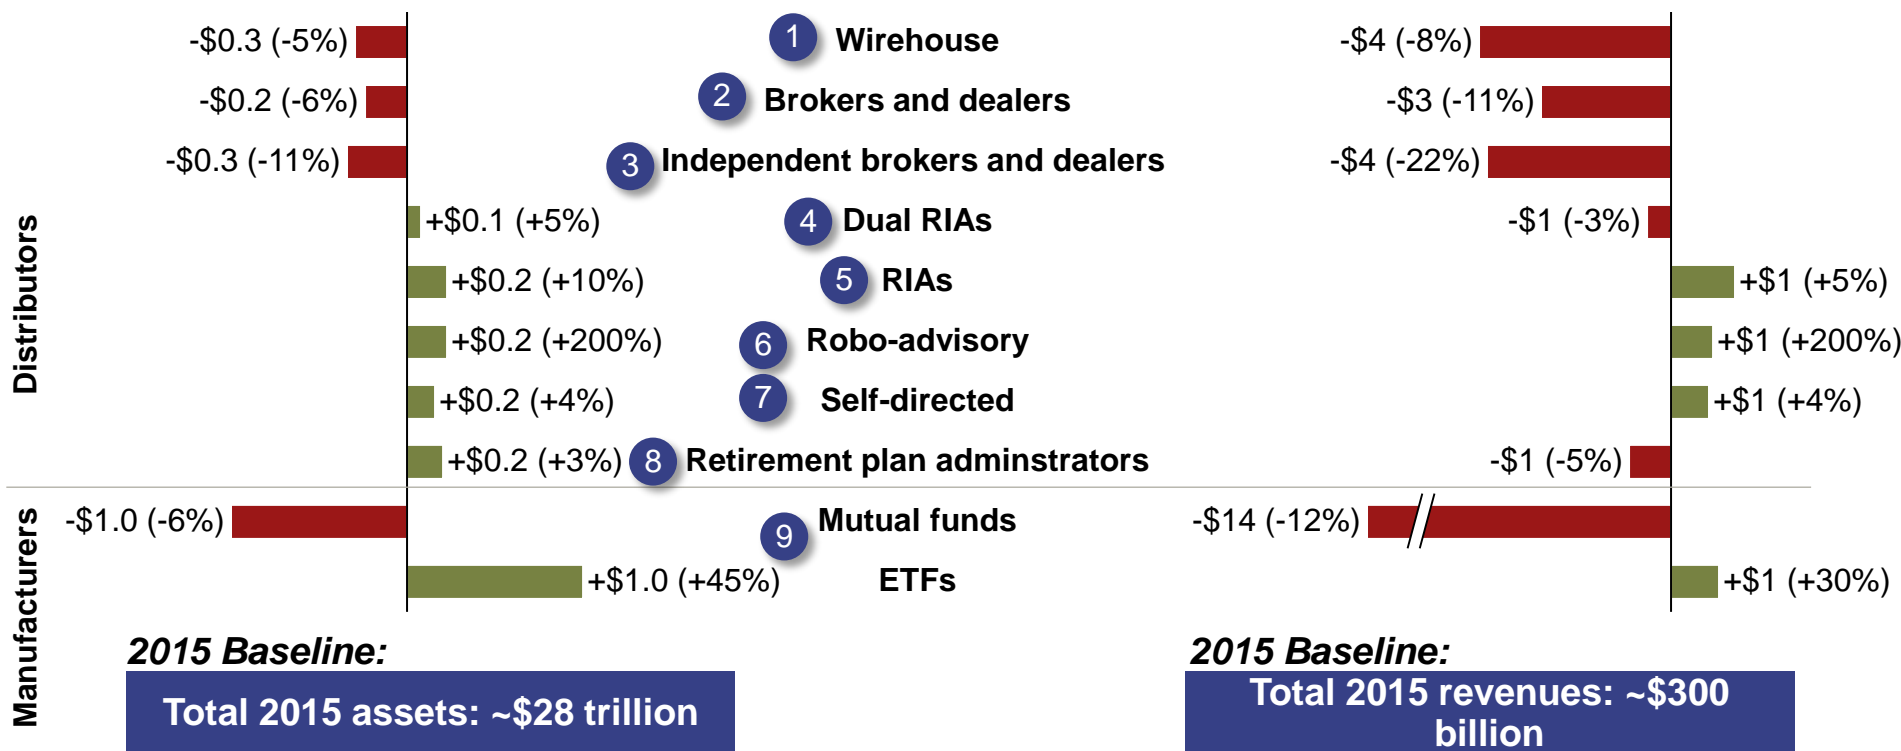 -$0.3 (-5%) 1 Wirehouse -$4 (-8%)
-$0.2 (-6%) 2 Brokers and dealers -$3 (-11%)
-$0.3 (-11%) 3 Independent brokers and dealers -$4 (-22%)
+$0.1 (+5%) 4 Dual RIAs -$1 (-3%)
+$0.2 (+10%) 5 RIAs +$1 (+5%)
+$0.2 (+200%) 6 Robo-advisory +$1 (+200%)
+$0.2 (+4%) 7 Self-directed +$1 (+4%)
+$0.2 (+3%) 8 Retirement plan adminstrators -$1 (-5%)
Distributors
-$1.0 (-6%) 9 Mutual funds -$14 (-12%)
+$1.0 (+45%) ETFs +$1 (+30%)
Manufacturers
2015 Baseline:
Total 2015 assets: ~$28 trillion
2015 Baseline:
Total 2015 revenues: ~$300
billion